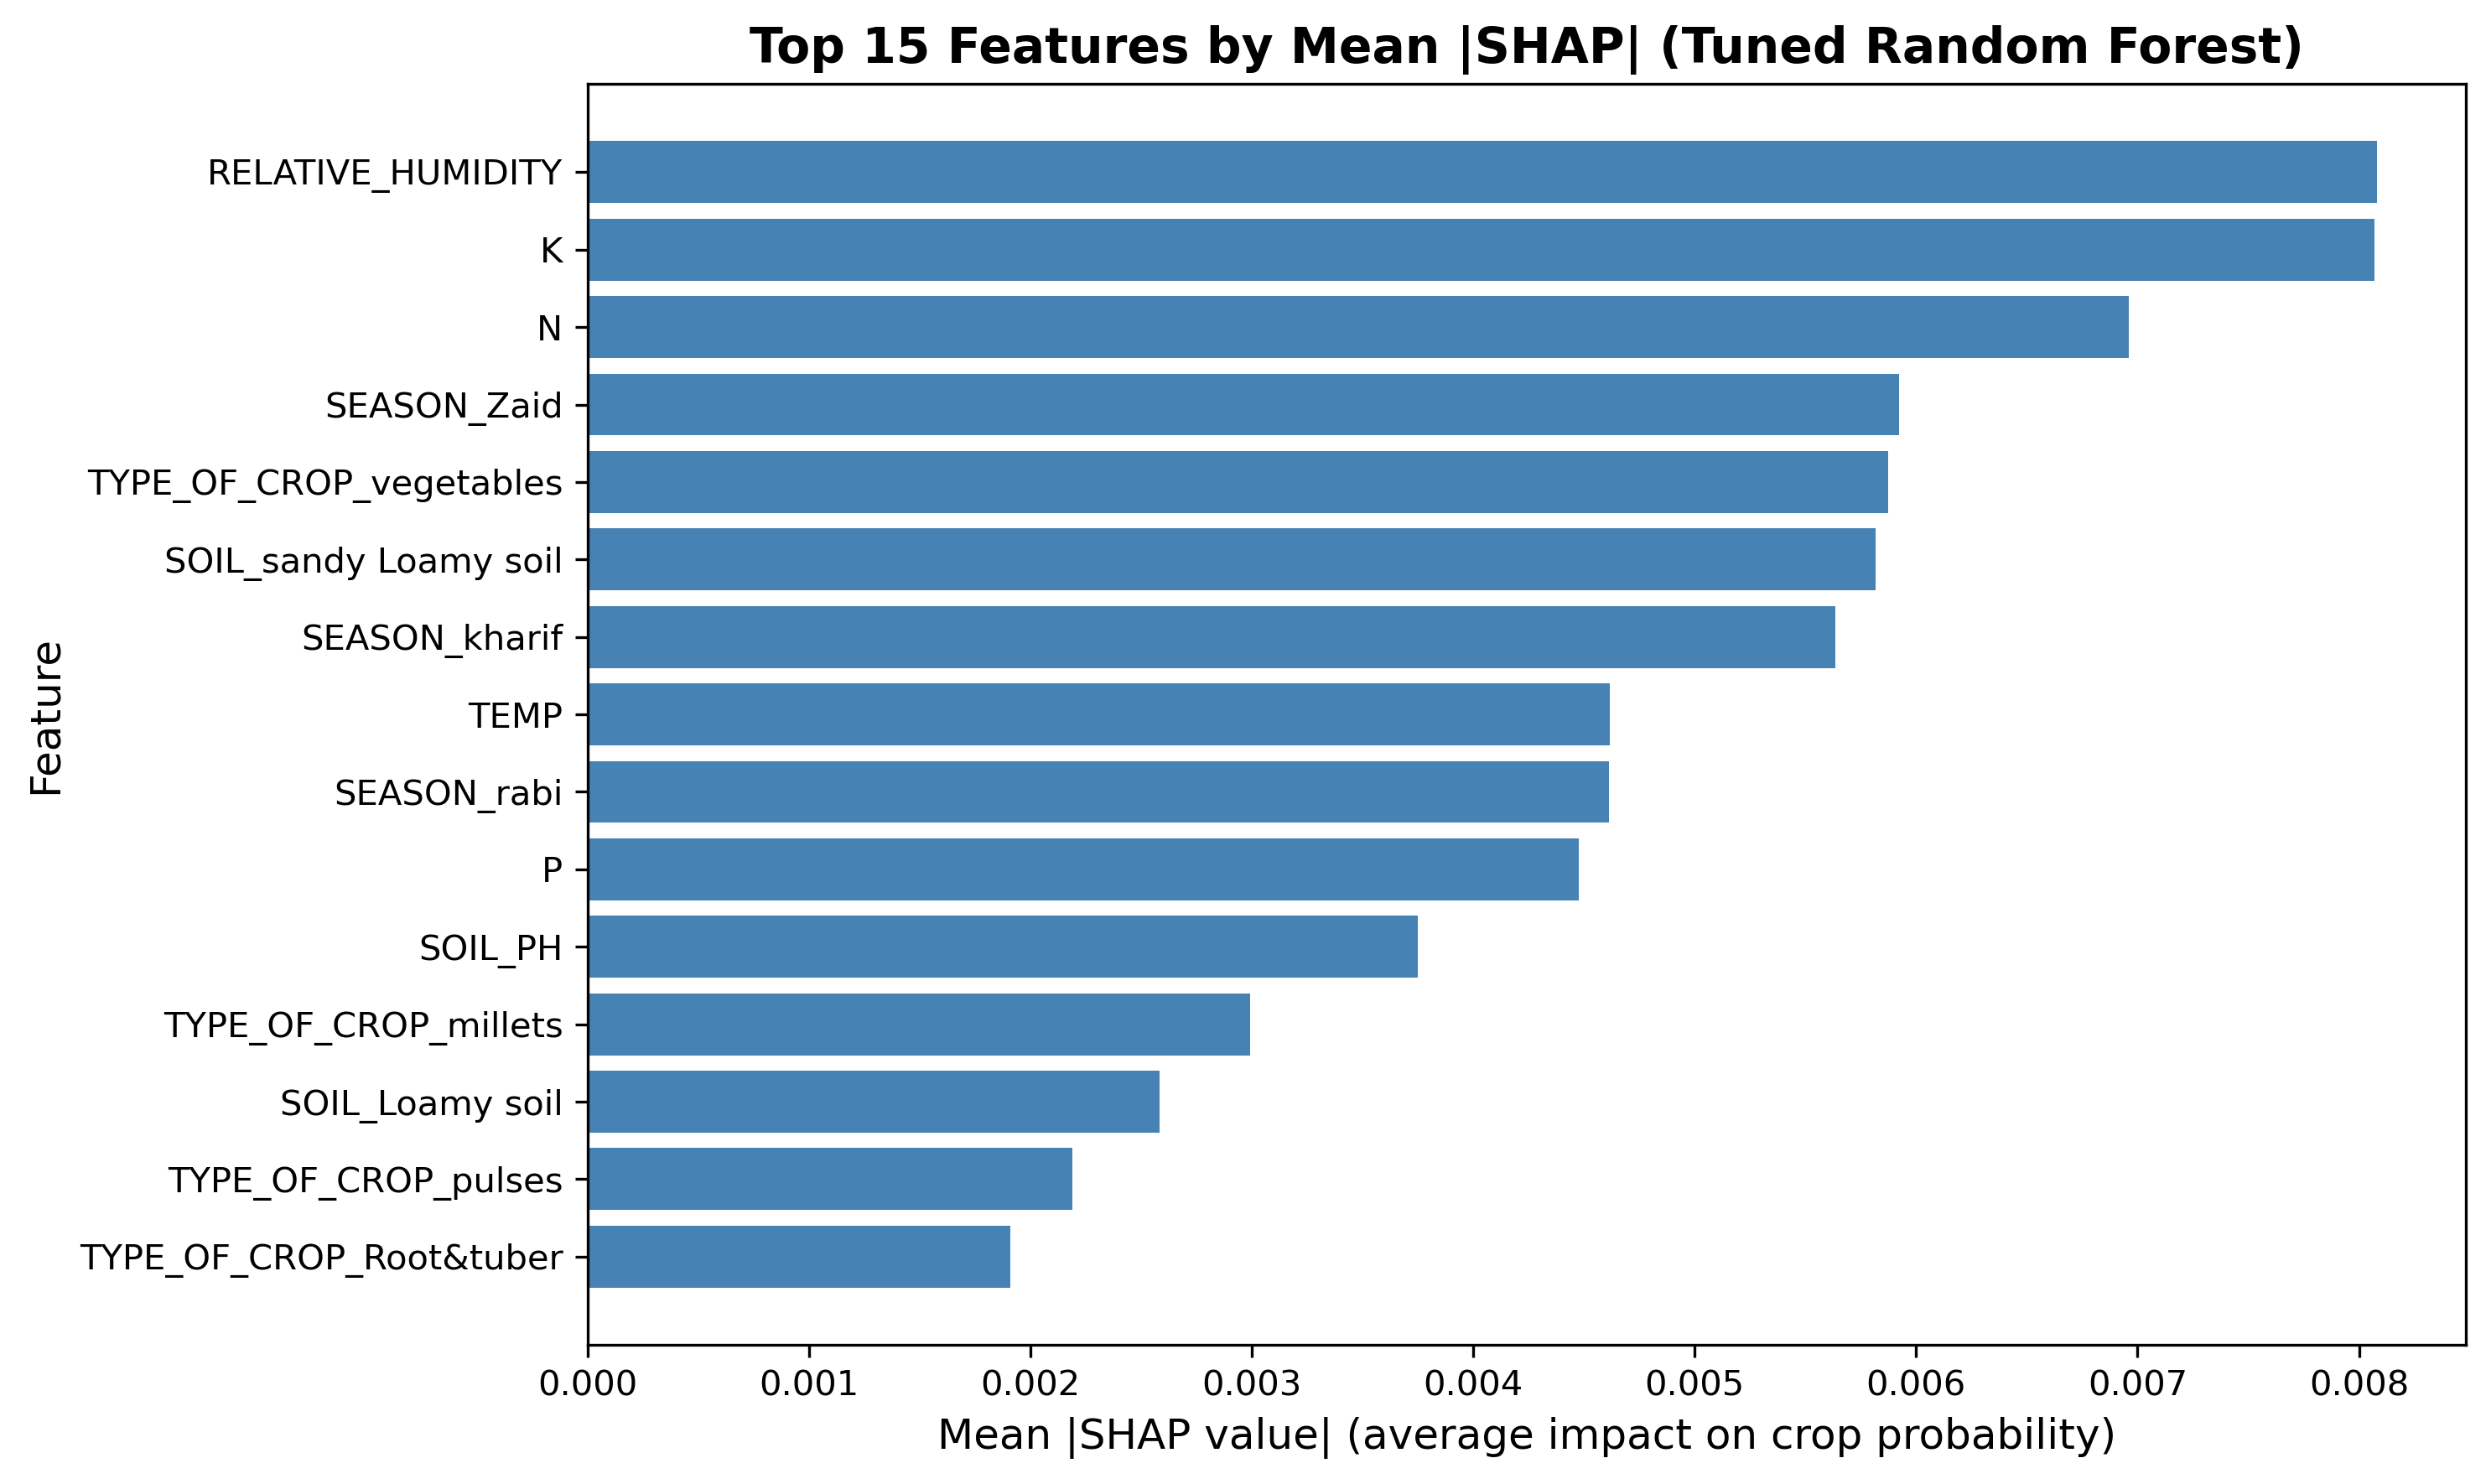 Top 15 Features by Mean |SHAP| (Tuned Random Forest)
Feature
RELATIVE_HUMIDITY
K
N
SEASON_Zaid
TYPE_OF_CROP_vegetables
SOIL_sandy Loamy soil
SEASON_kharif
TEMP
SEASON_rabi
P
SOIL_PH
TYPE_OF_CROP_millets
SOIL_Loamy soil
TYPE_OF_CROP_pulses
TYPE_OF_CROP_Root&tuber
0.000 0.001 0.002 0.003 0.004 0.005 0.006 0.007 0.008
Mean |SHAP value| (average impact on crop probability)